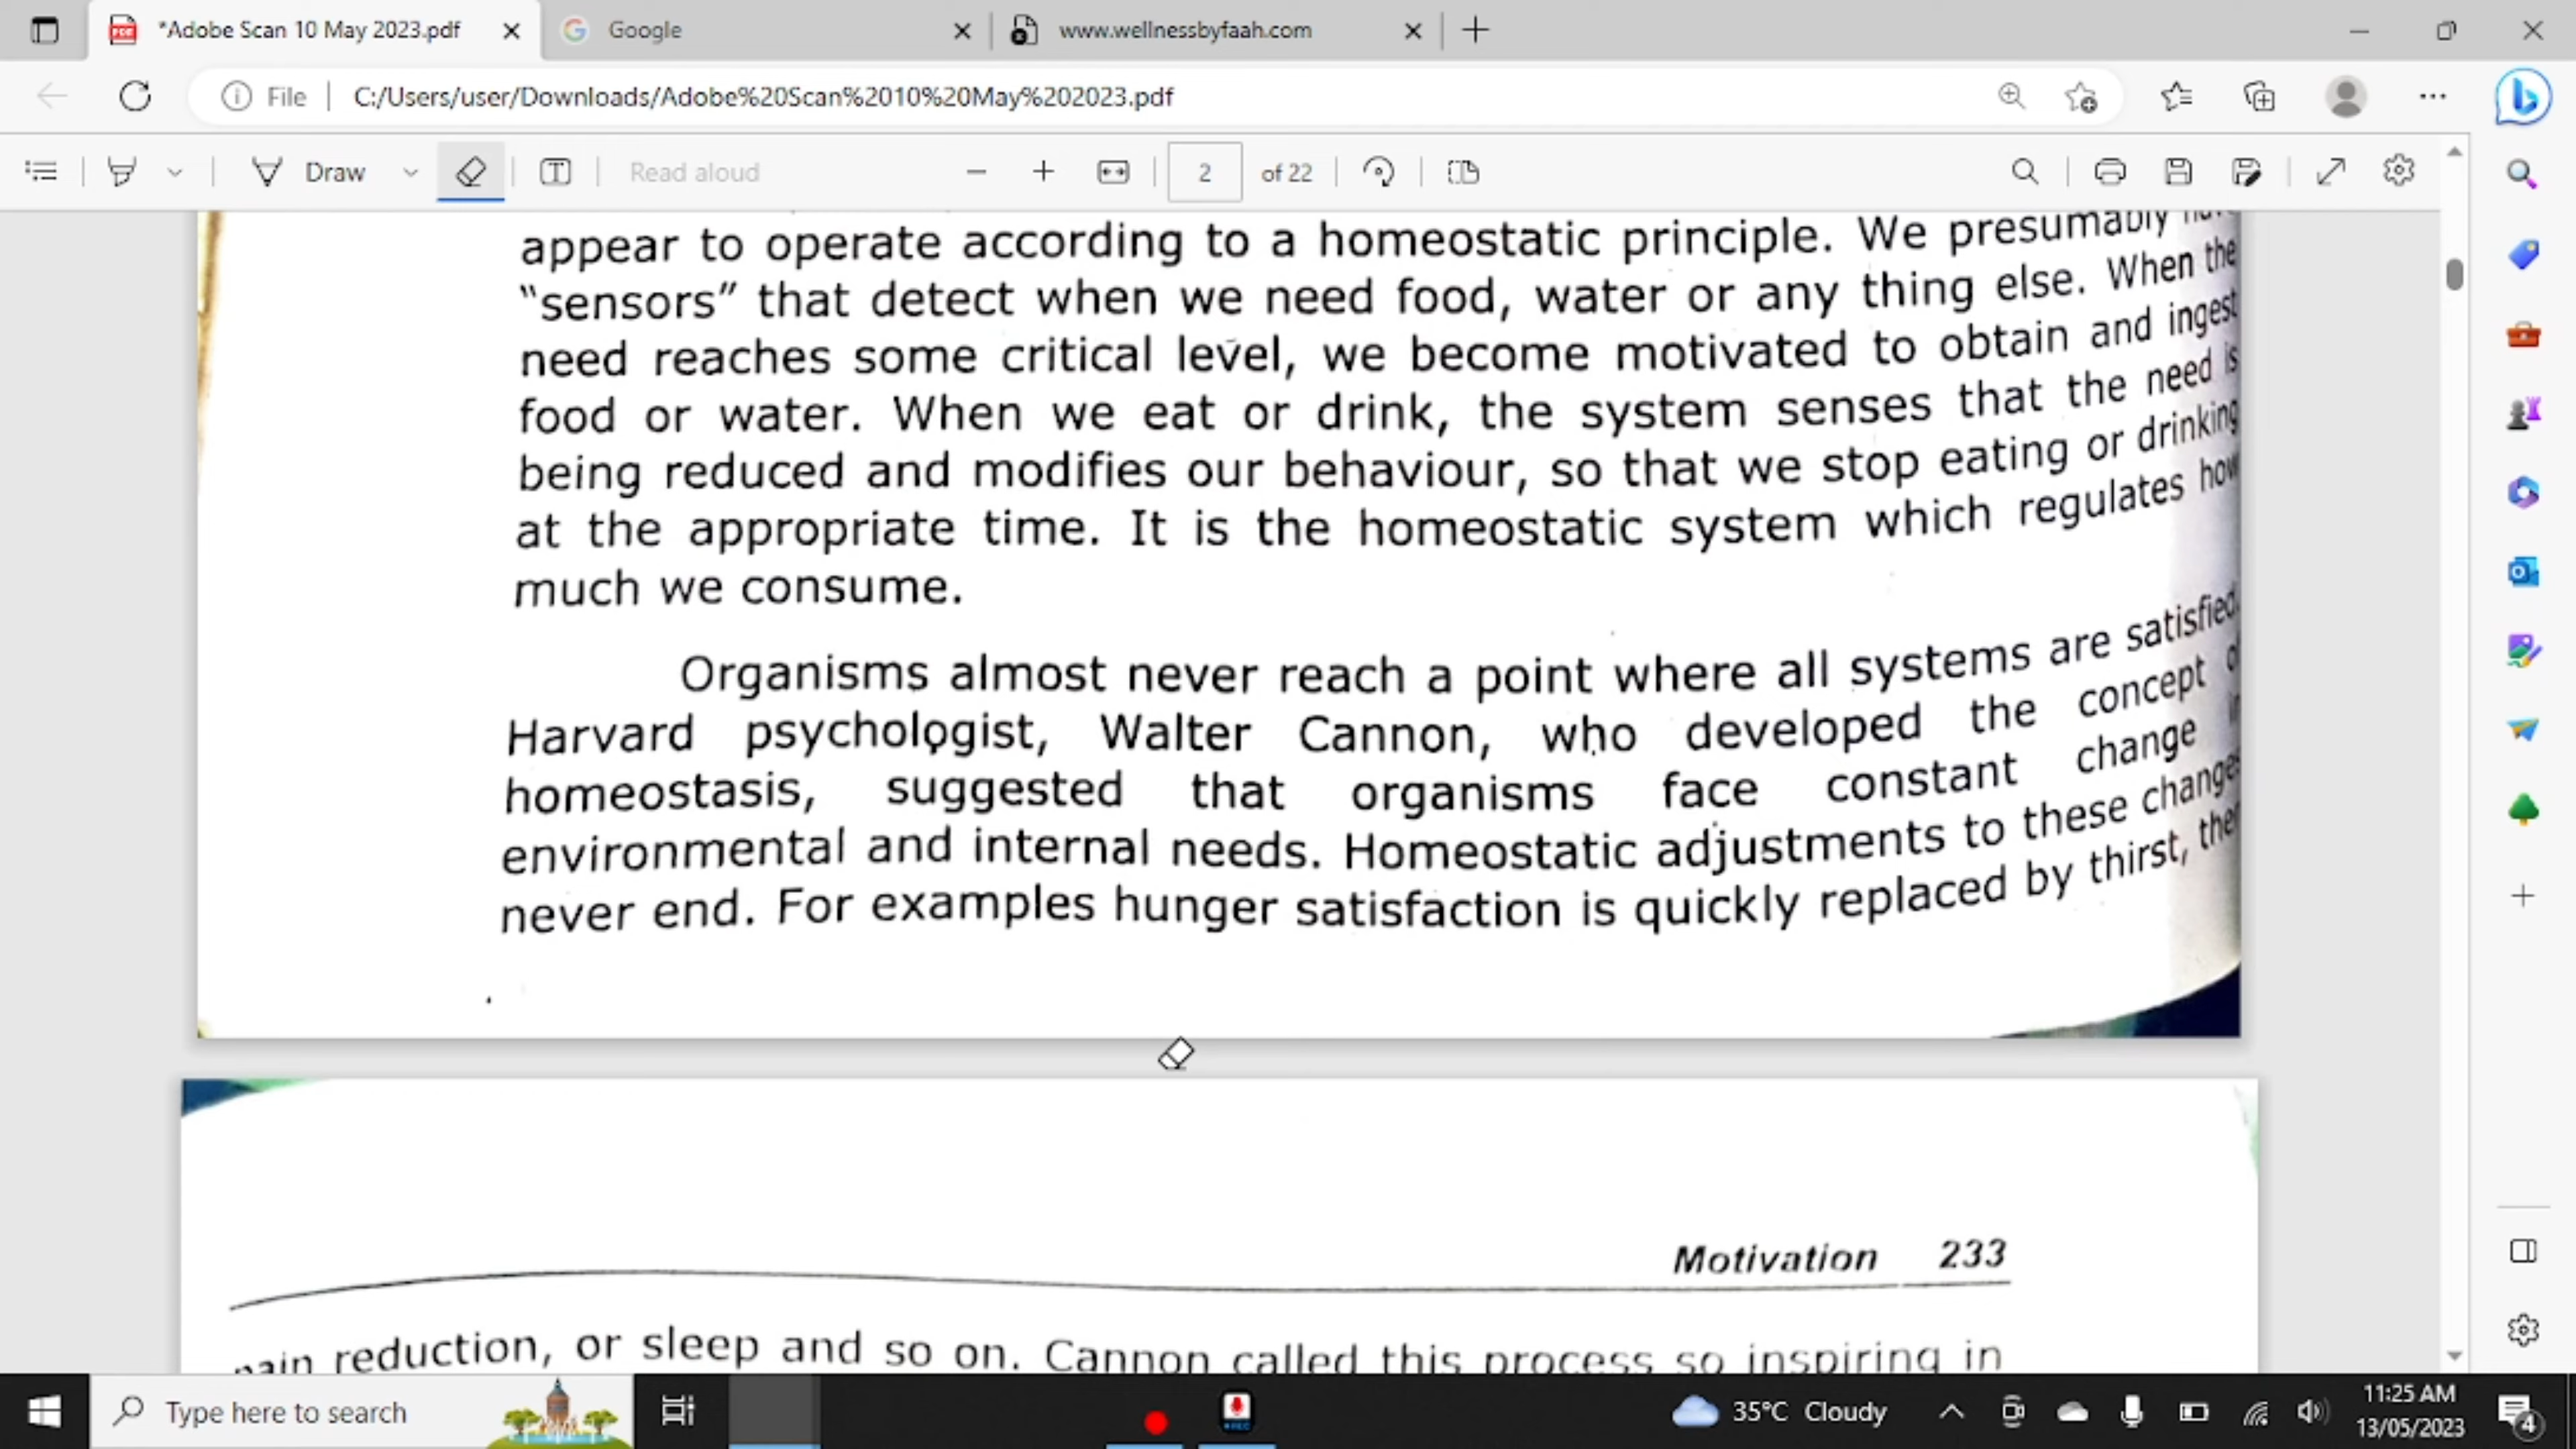 *Adobe Scan 10 May 2023.pdf
Google
www.wellnessbyfaah.com
File
C:/Users/user/Downloads/Adobe%20Scan%2010%20May%202023.pdf
Draw
Read aloud
2
of 22
appear to operate according to a homeostatic principle. We presumably
"sensors" that detect when we need food, water or any thing else. When the
need reaches some critical level, we become motivated to obtain and ingest
food or water. When we eat or drink, the system senses that the need is
being reduced and modifies our behaviour, so that we stop eating or drinking
at the appropriate time. It is the homeostatic system which regulates how
much we consume.
Organisms almost never reach a point where all systems are satisfied.
Harvard psychologist, Walter Cannon, who developed the concept of
homeostasis, suggested that organisms face constant change in
environmental and internal needs. Homeostatic adjustments to these changes
never end. For examples hunger satisfaction is quickly replaced by thirst, then
Motivation 233
pain reduction, or sleep and so on. Cannon called this process so inspiring in
Type here to search
REC
35°C Cloudy
11:25 AM
13/05/2023
4